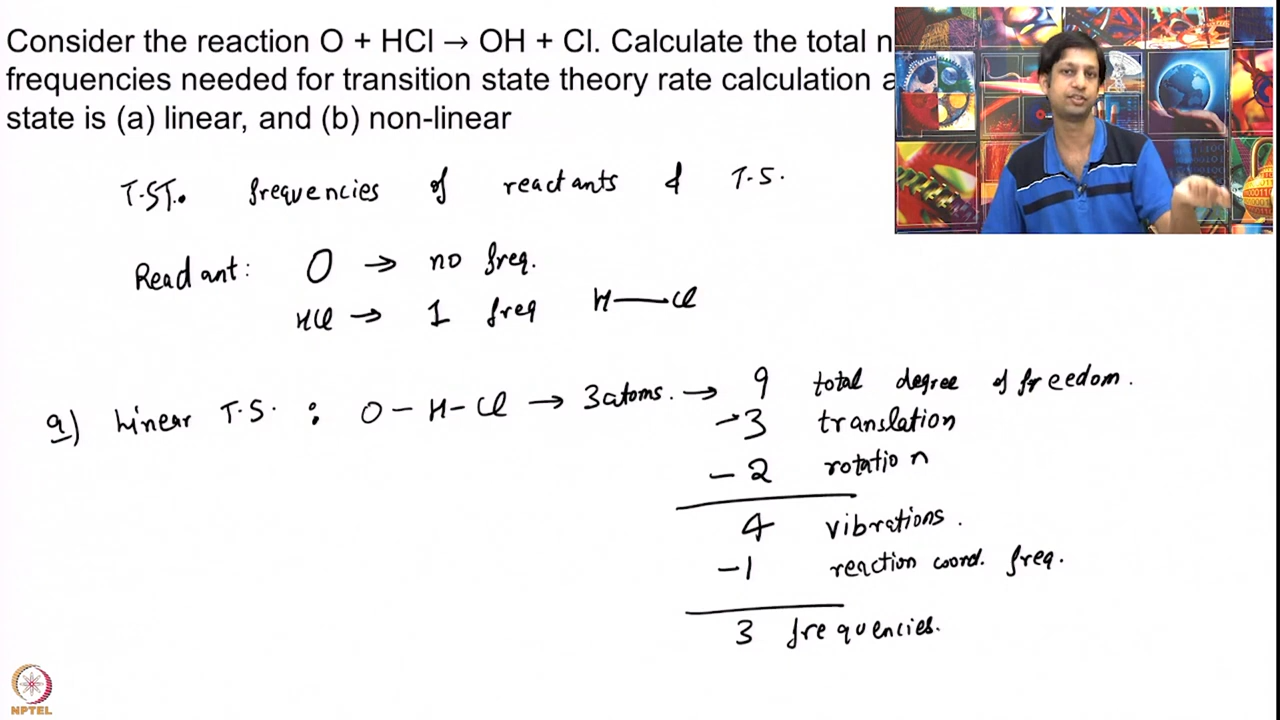 Consider the reaction O + HCl → OH + Cl. Calculate the total n
frequencies needed for transition state theory rate calculation a
state is (a) linear, and (b) non-linear
T.ST. frequencies of reactants & T.S.
Reactant: O → no freq.
HCl → 1 freq H—Cl
a) Linear T.S. : O - H - Cl → 3 atoms. → 9 total degree of freedom.
-3 translation
- 2 rotation
4 vibrations.
-1 reaction coord. freq.
3 frequencies.
NPTEL